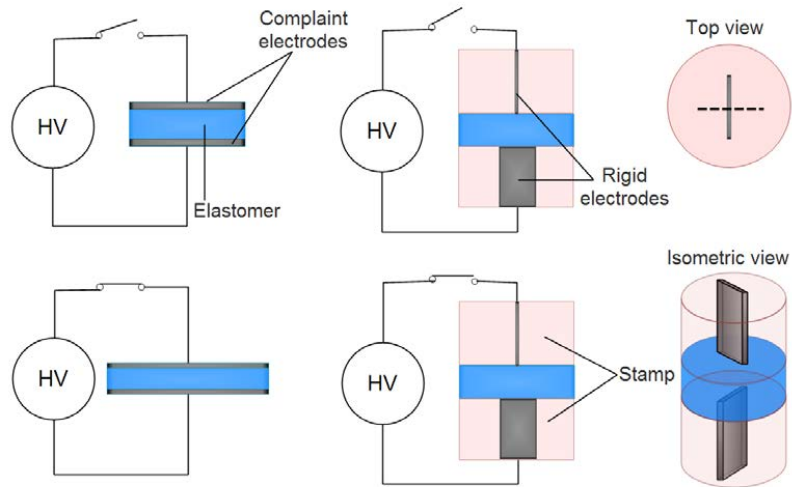 Complaint
electrodes
Top view
HV
HV
Elastomer
Rigid
electrodes
Isometric view
HV
HV
Stamp